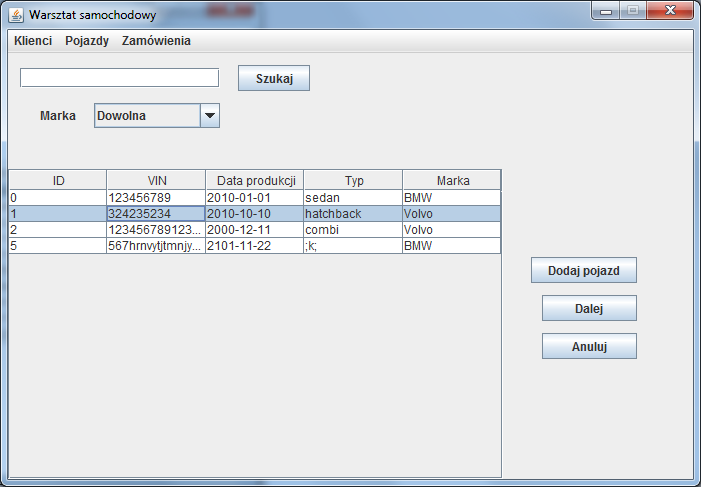 Warsztat samochodowy
Klienci Pojazdy Zamówienia
Szukaj
Marka Dowolna
ID VIN Data produkcji Typ Marka
0 123456789 2010-01-01 sedan BMW
1 324235234 2010-10-10 hatchback Volvo
2 123456789123... 2000-12-11 combi Volvo
5 567hrnvytjtmnjy... 2101-11-22 ;k; BMW
Dodaj pojazd
Dalej
Anuluj